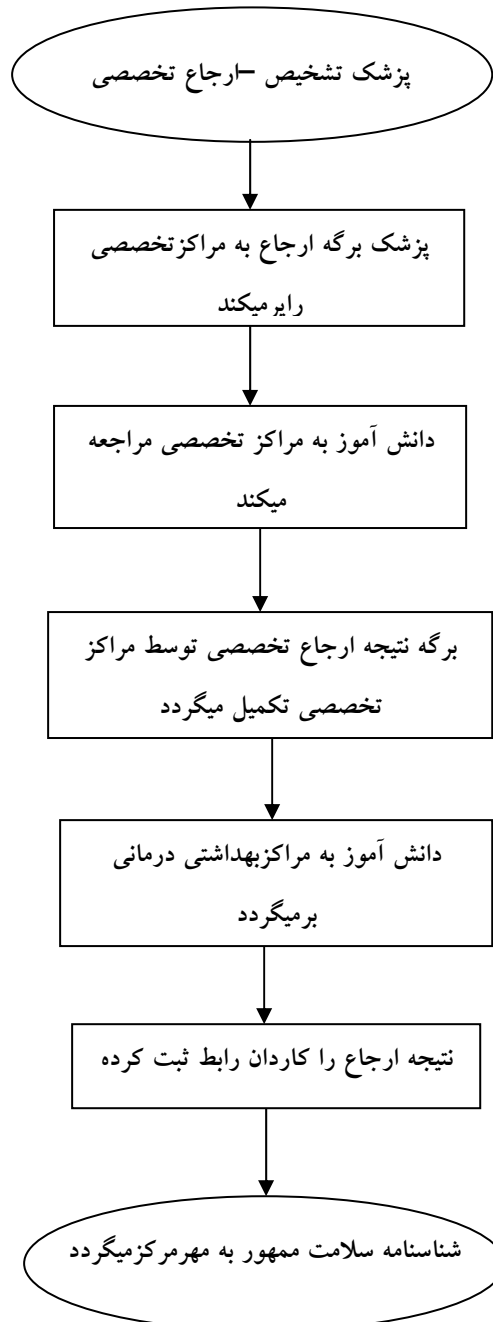 پزشک تشخیص –ارجاع تخصصی
پزشک برگه ارجاع به مراکزتخصصی
رایرمیکند
دانش آموز به مراکز تخصصی مراجعه
میکند
برگه نتیجه ارجاع تخصصی توسط مراکز
تخصصی تکمیل میگردد
دانش آموز به مراکزبهداشتی درمانی
برمیگردد
نتیجه ارجاع را کاردان رابط ثبت کرده
شناسنامه سلامت ممهور به مهرمرکزمیگردد